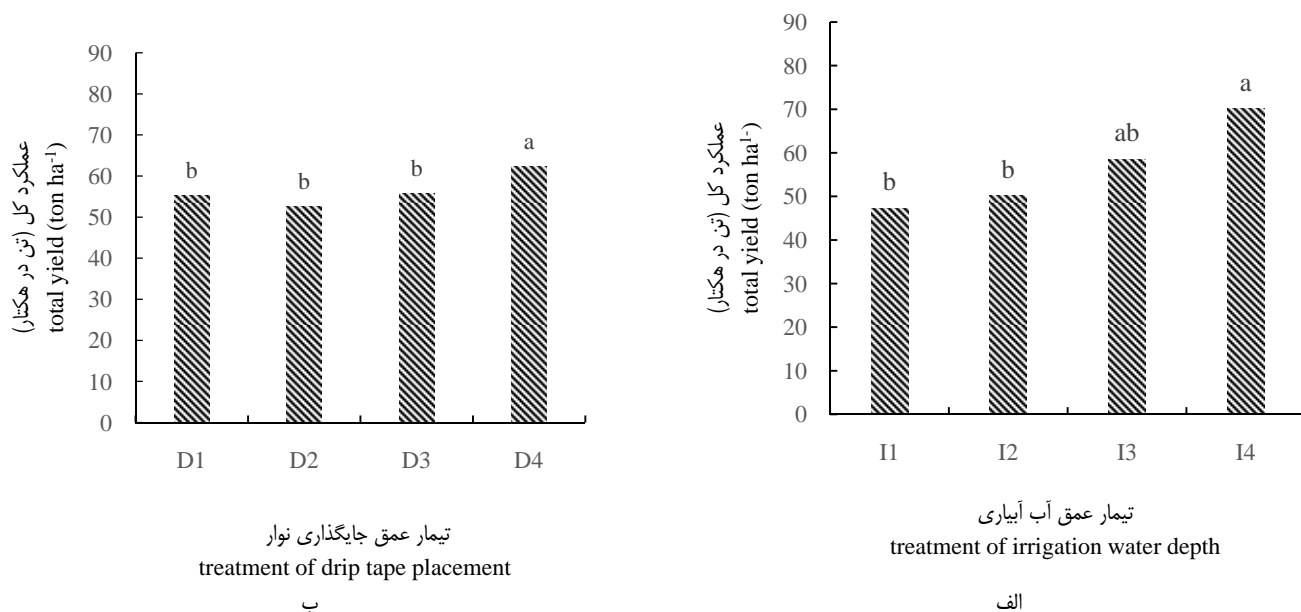 عملکرد کل (تن در هکتار)
total yield (ton ha⁻¹)
90
80
70
60
50
40
30
20
10
0
b
b
b
a
D1
D2
D3
D4
تیمار عمق جایگذاری نوار
treatment of drip tape placement
ب
عملکرد کل (تن در هکتار)
total yield (ton ha¹⁻)
90
80
70
60
50
40
30
20
10
0
b
b
ab
a
I1
I2
I3
I4
تیمار عمق آب آبیاری
treatment of irrigation water depth
الف